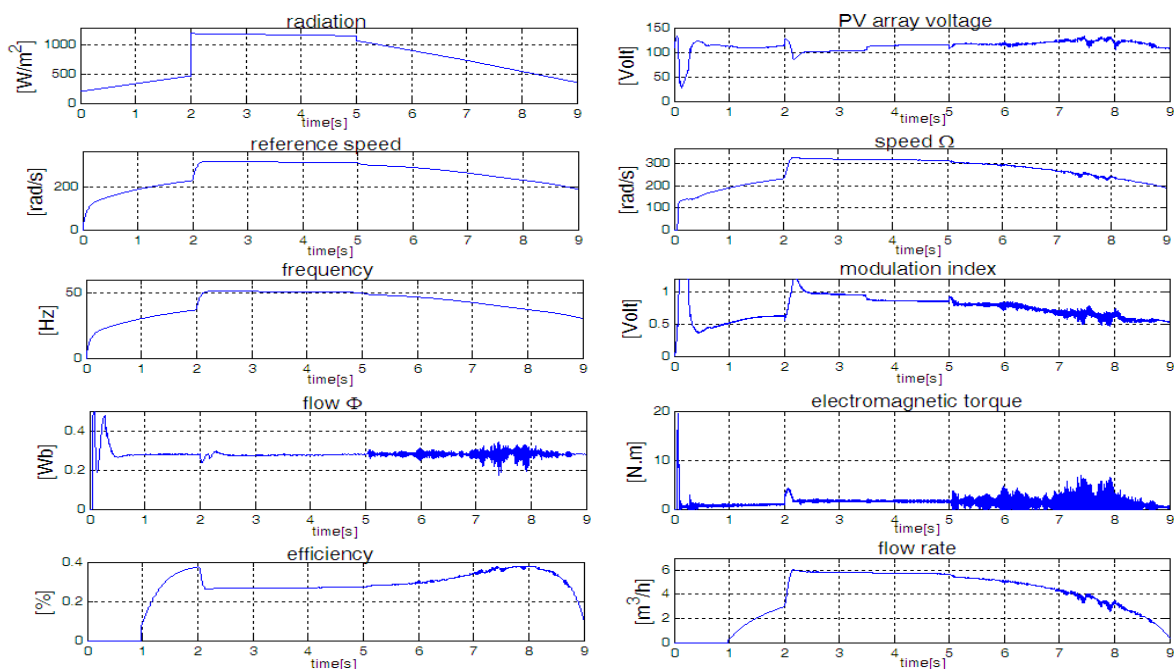 radiation
[W/m²]
1000
500
0
0 1 2 3 4 5 6 7 8 9
time[s]
PV array voltage
[Volt]
150
100
50
0
0 1 2 3 4 5 6 7 8 9
time[s]
reference speed
[rad/s]
200
0
0 1 2 3 4 5 6 7 8 9
time[s]
speed Ω
[rad/s]
300
200
100
0
0 1 2 3 4 5 6 7 8 9
time[s]
frequency
[Hz]
50
0
0 1 2 3 4 5 6 7 8 9
time[s]
modulation index
[Volt]
1
0.5
0
0 1 2 3 4 5 6 7 8 9
time[s]
flow Φ
[Wb]
0.4
0.2
0
0 1 2 3 4 5 6 7 8 9
time[s]
electromagnetic torque
[N.m]
20
10
0
0 1 2 3 4 5 6 7 8 9
time[s]
efficiency
[%]
0.4
0.2
0
0 1 2 3 4 5 6 7 8 9
time[s]
flow rate
[m³/h]
6
4
2
0
0 1 2 3 4 5 6 7 8 9
time[s]